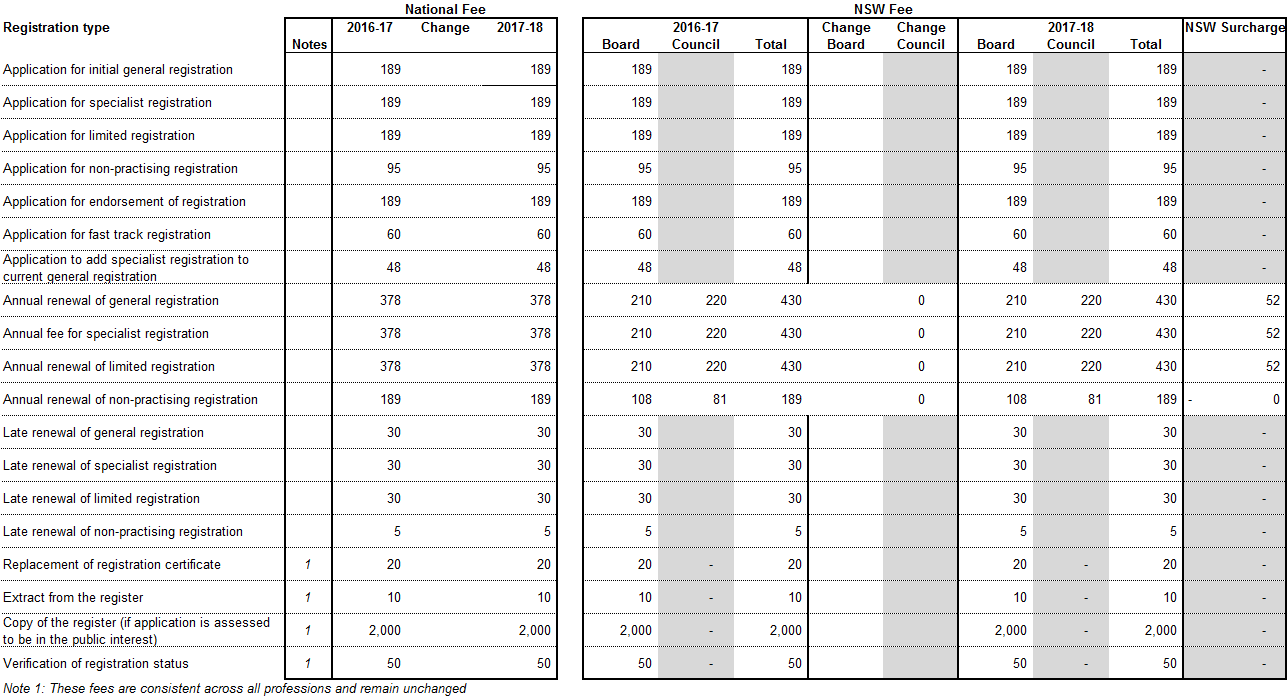 National Fee NSW Fee
Registration type 2016-17 Change 2017-18 2016-17 Change Change 2017-18 NSW Surcharge
Notes Board Council Total Board Council Board Council Total
Application for initial general registration 189 189 189 189 189 189 -
Application for specialist registration 189 189 189 189 189 189 -
Application for limited registration 189 189 189 189 189 189 -
Application for non-practising registration 95 95 95 95 95 95 -
Application for endorsement of registration 189 189 189 189 189 189 -
Application for fast track registration 60 60 60 60 60 60 -
Application to add specialist registration to
current general registration 48 48 48 48 48 48 -
Annual renewal of general registration 378 378 210 220 430 0 210 220 430 52
Annual fee for specialist registration 378 378 210 220 430 0 210 220 430 52
Annual renewal of limited registration 378 378 210 220 430 0 210 220 430 52
Annual renewal of non-practising registration 189 189 108 81 189 0 108 81 189 - 0
Late renewal of general registration 30 30 30 30 30 30 -
Late renewal of specialist registration 30 30 30 30 30 30 -
Late renewal of limited registration 30 30 30 30 30 30 -
Late renewal of non-practising registration 5 5 5 5 5 5 -
Replacement of registration certificate 1 20 20 20 - 20 20 - 20 -
Extract from the register 1 10 10 10 - 10 10 - 10 -
Copy of the register (if application is assessed
to be in the public interest) 1 2,000 2,000 2,000 - 2,000 2,000 - 2,000 -
Verification of registration status 1 50 50 50 - 50 50 - 50 -
Note 1: These fees are consistent across all professions and remain unchanged